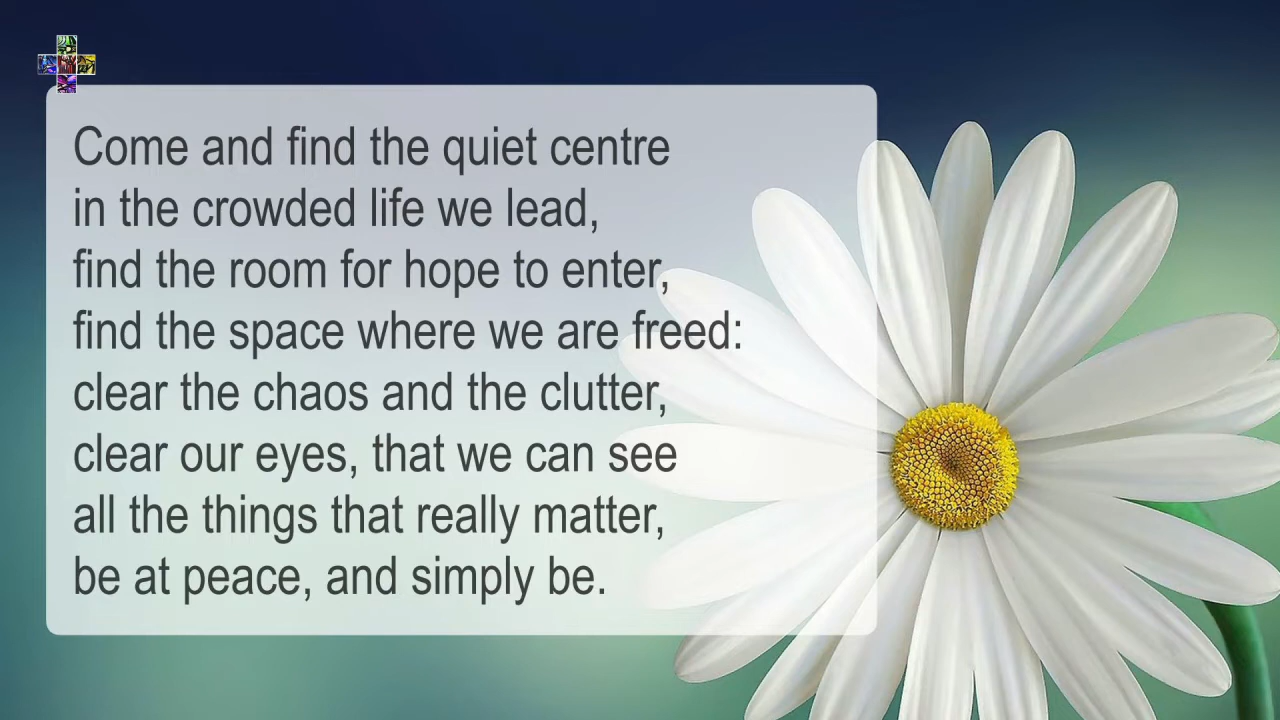 Come and find the quiet centre
in the crowded life we lead,
find the room for hope to enter,
find the space where we are freed:
clear the chaos and the clutter,
clear our eyes, that we can see
all the things that really matter,
be at peace, and simply be.